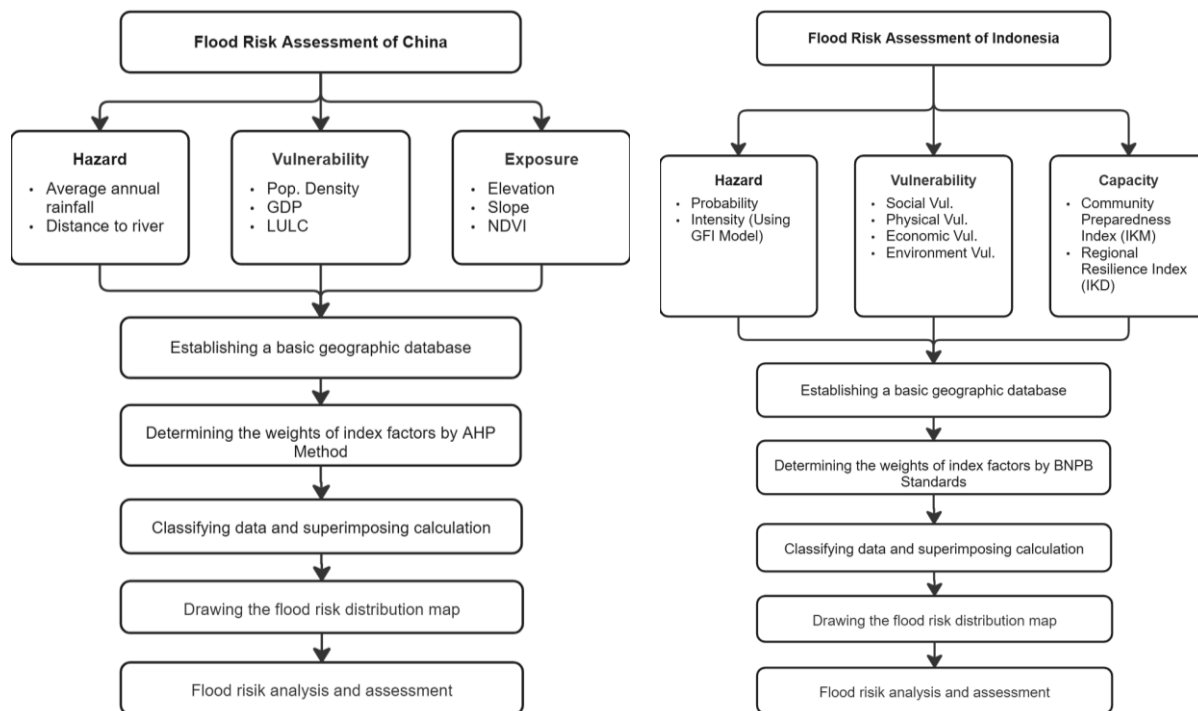 Flood Risk Assessment of China
Hazard
• Average annual
rainfall
• Distance to river
Vulnerability
• Pop. Density
• GDP
• LULC
Exposure
• Elevation
• Slope
• NDVI
Establishing a basic geographic database
Determining the weights of index factors by AHP
Method
Classifying data and superimposing calculation
Drawing the flood risk distribution map
Flood risik analysis and assessment
Flood Risk Assessment of Indonesia
Hazard
• Probability
• Intensity (Using
GFI Model)
Vulnerability
• Social Vul.
• Physical Vul.
• Economic Vul.
• Environment Vul.
Capacity
• Community
Preparedness
Index (IKM)
• Regional
Resilience Index
(IKD)
Establishing a basic geographic database
Determining the weights of index factors by BNPB
Standards
Classifying data and superimposing calculation
Drawing the flood risk distribution map
Flood risik analysis and assessment